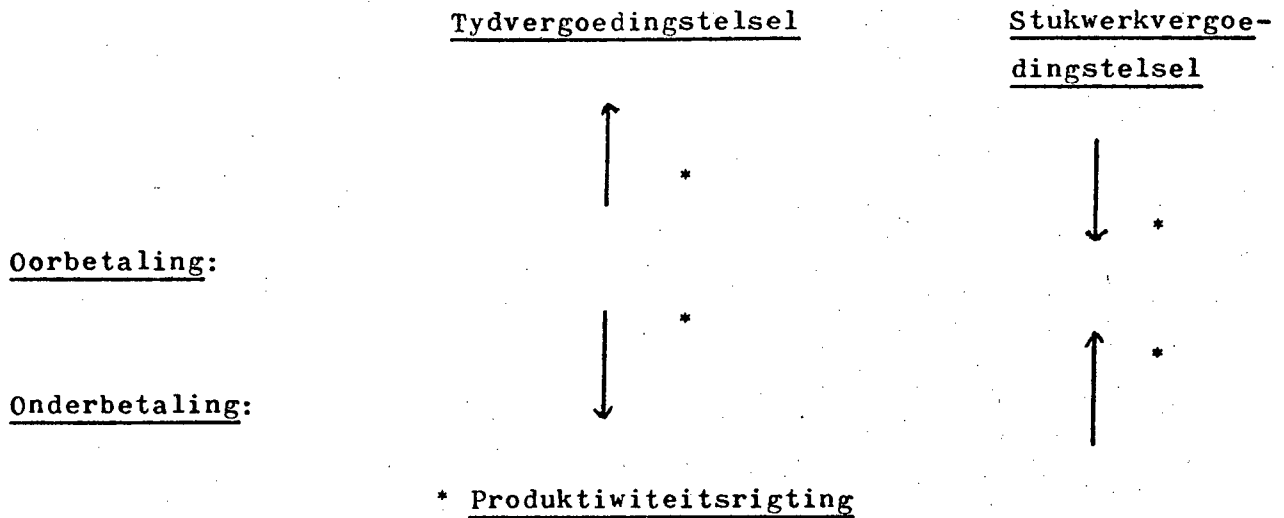 Tydvergoedingstelsel Stukwerkvergoe-
dingstelsel
*
*
Oorbetaling:
*
*
Onderbetaling:
* Produktiwiteitsrigting